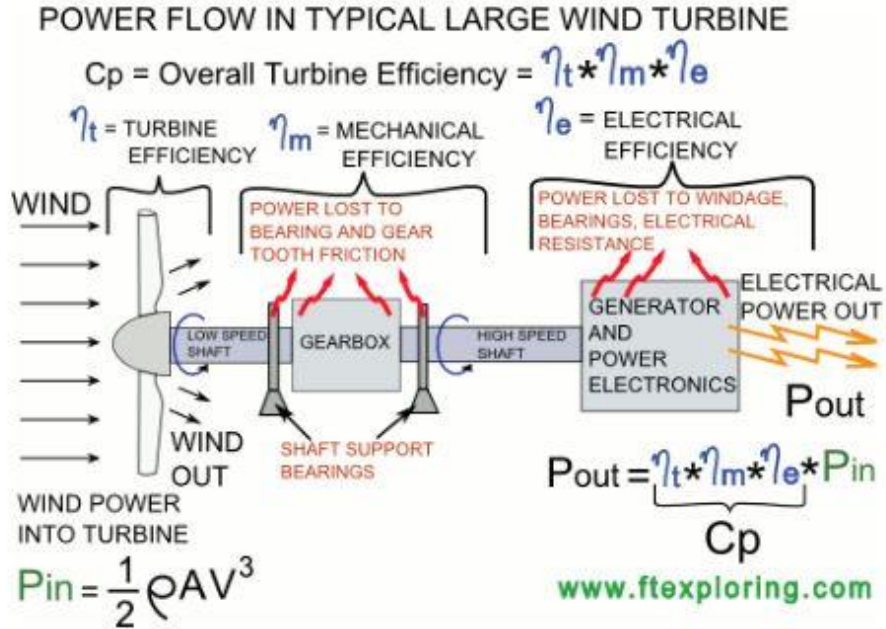 POWER FLOW IN TYPICAL LARGE WIND TURBINE
Cp = Overall Turbine Efficiency = ηt*ηm*ηe
ηt = TURBINE
EFFICIENCY
ηm = MECHANICAL
EFFICIENCY
ηe = ELECTRICAL
EFFICIENCY
WIND
POWER LOST TO
BEARING AND GEAR
TOOTH FRICTION
POWER LOST TO WINDAGE,
BEARINGS, ELECTRICAL
RESISTANCE
LOW SPEED
SHAFT
GEARBOX
HIGH SPEED
SHAFT
GENERATOR
AND
POWER
ELECTRONICS
ELECTRICAL
POWER OUT
Pout
WIND
OUT
SHAFT SUPPORT
BEARINGS
WIND POWER
INTO TURBINE
Pin = 1/2 ϱAV³
Pout = ηt*ηm*ηe*Pin
Cp
www.ftexploring.com